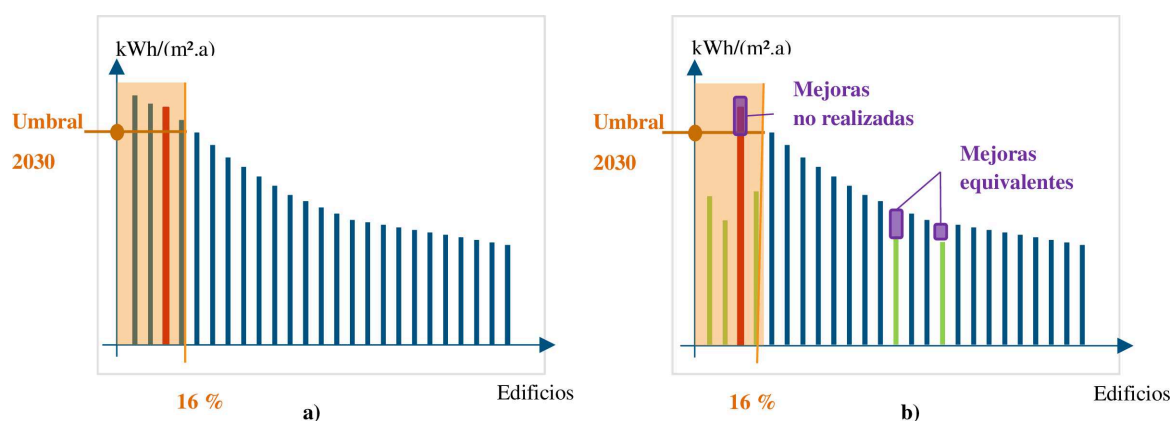 kWh/(m².a)
Umbral
2030
16 %
Edificios
a)
kWh/(m².a)
Mejoras
no realizadas
Umbral
2030
Mejoras
equivalentes
16 %
Edificios
b)